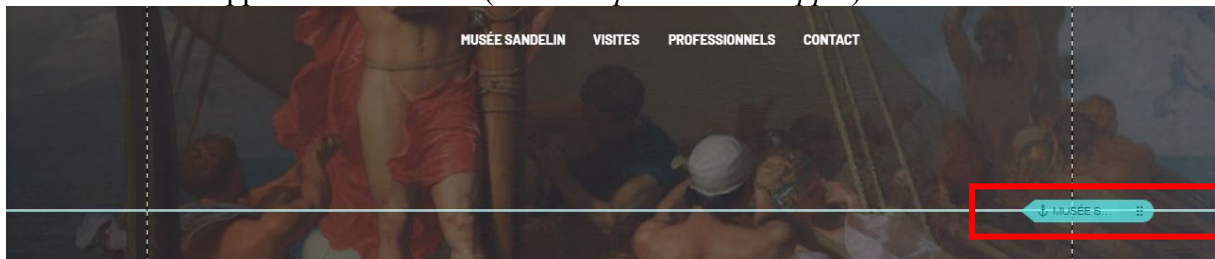 MUSÉE SANDELIN VISITES PROFESSIONNELS CONTACT
MUSÉE S...